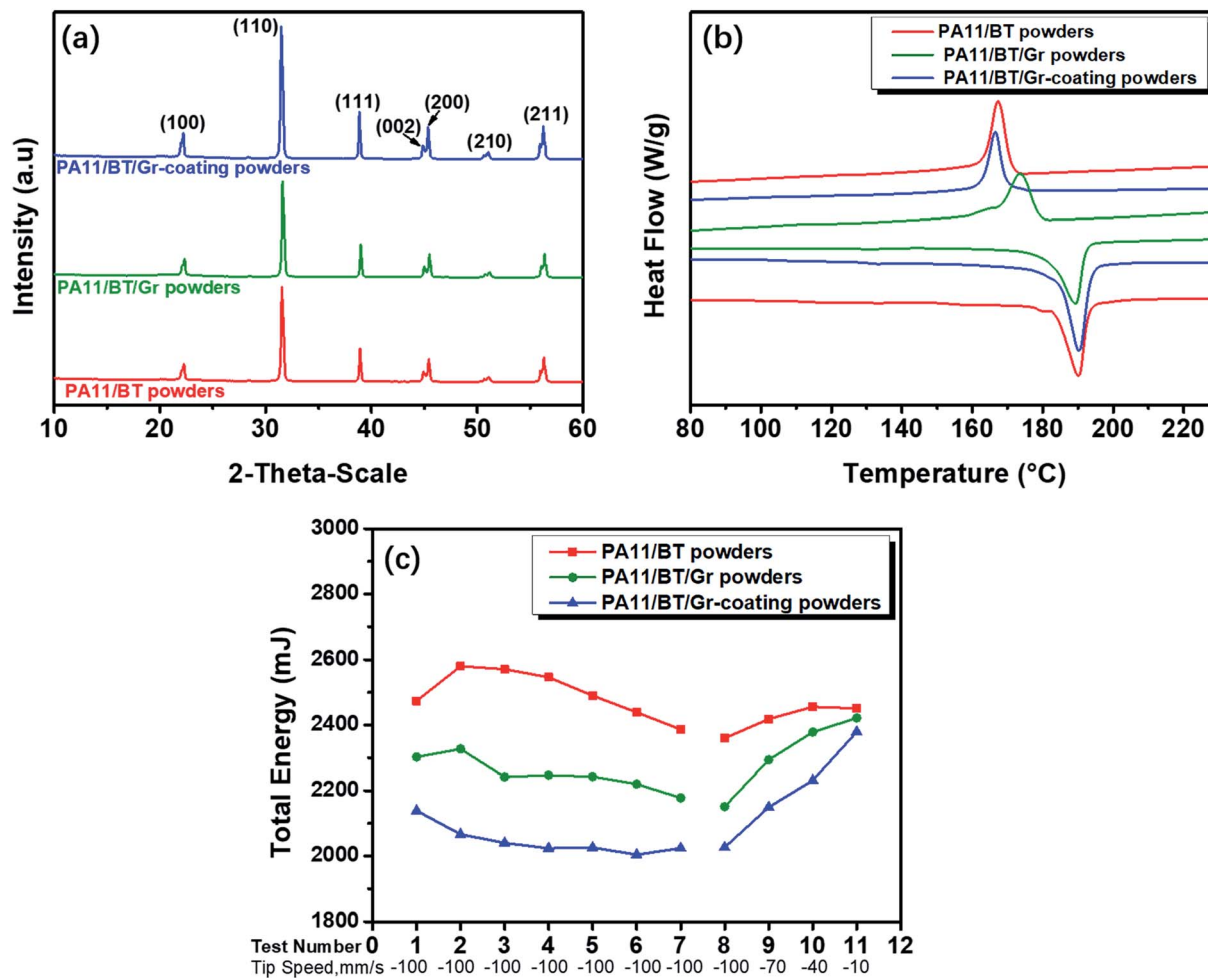 (a)
(110)
(100)
(111)
(002)
(200)
(210)
(211)
PA11/BT/Gr-coating powders
PA11/BT/Gr powders
PA11/BT powders
Intensity (a.u)
10 20 30 40 50 60
2-Theta-Scale
(b)
PA11/BT powders
PA11/BT/Gr powders
PA11/BT/Gr-coating powders
Heat Flow (W/g)
80 100 120 140 160 180 200 220
Temperature (°C)
(c)
PA11/BT powders
PA11/BT/Gr powders
PA11/BT/Gr-coating powders
Total Energy (mJ)
3000
2800
2600
2400
2200
2000
1800
Test Number 0 1 2 3 4 5 6 7 8 9 10 11 12
Tip Speed,mm/s -100 -100 -100 -100 -100 -100 -100 -100 -70 -40 -10